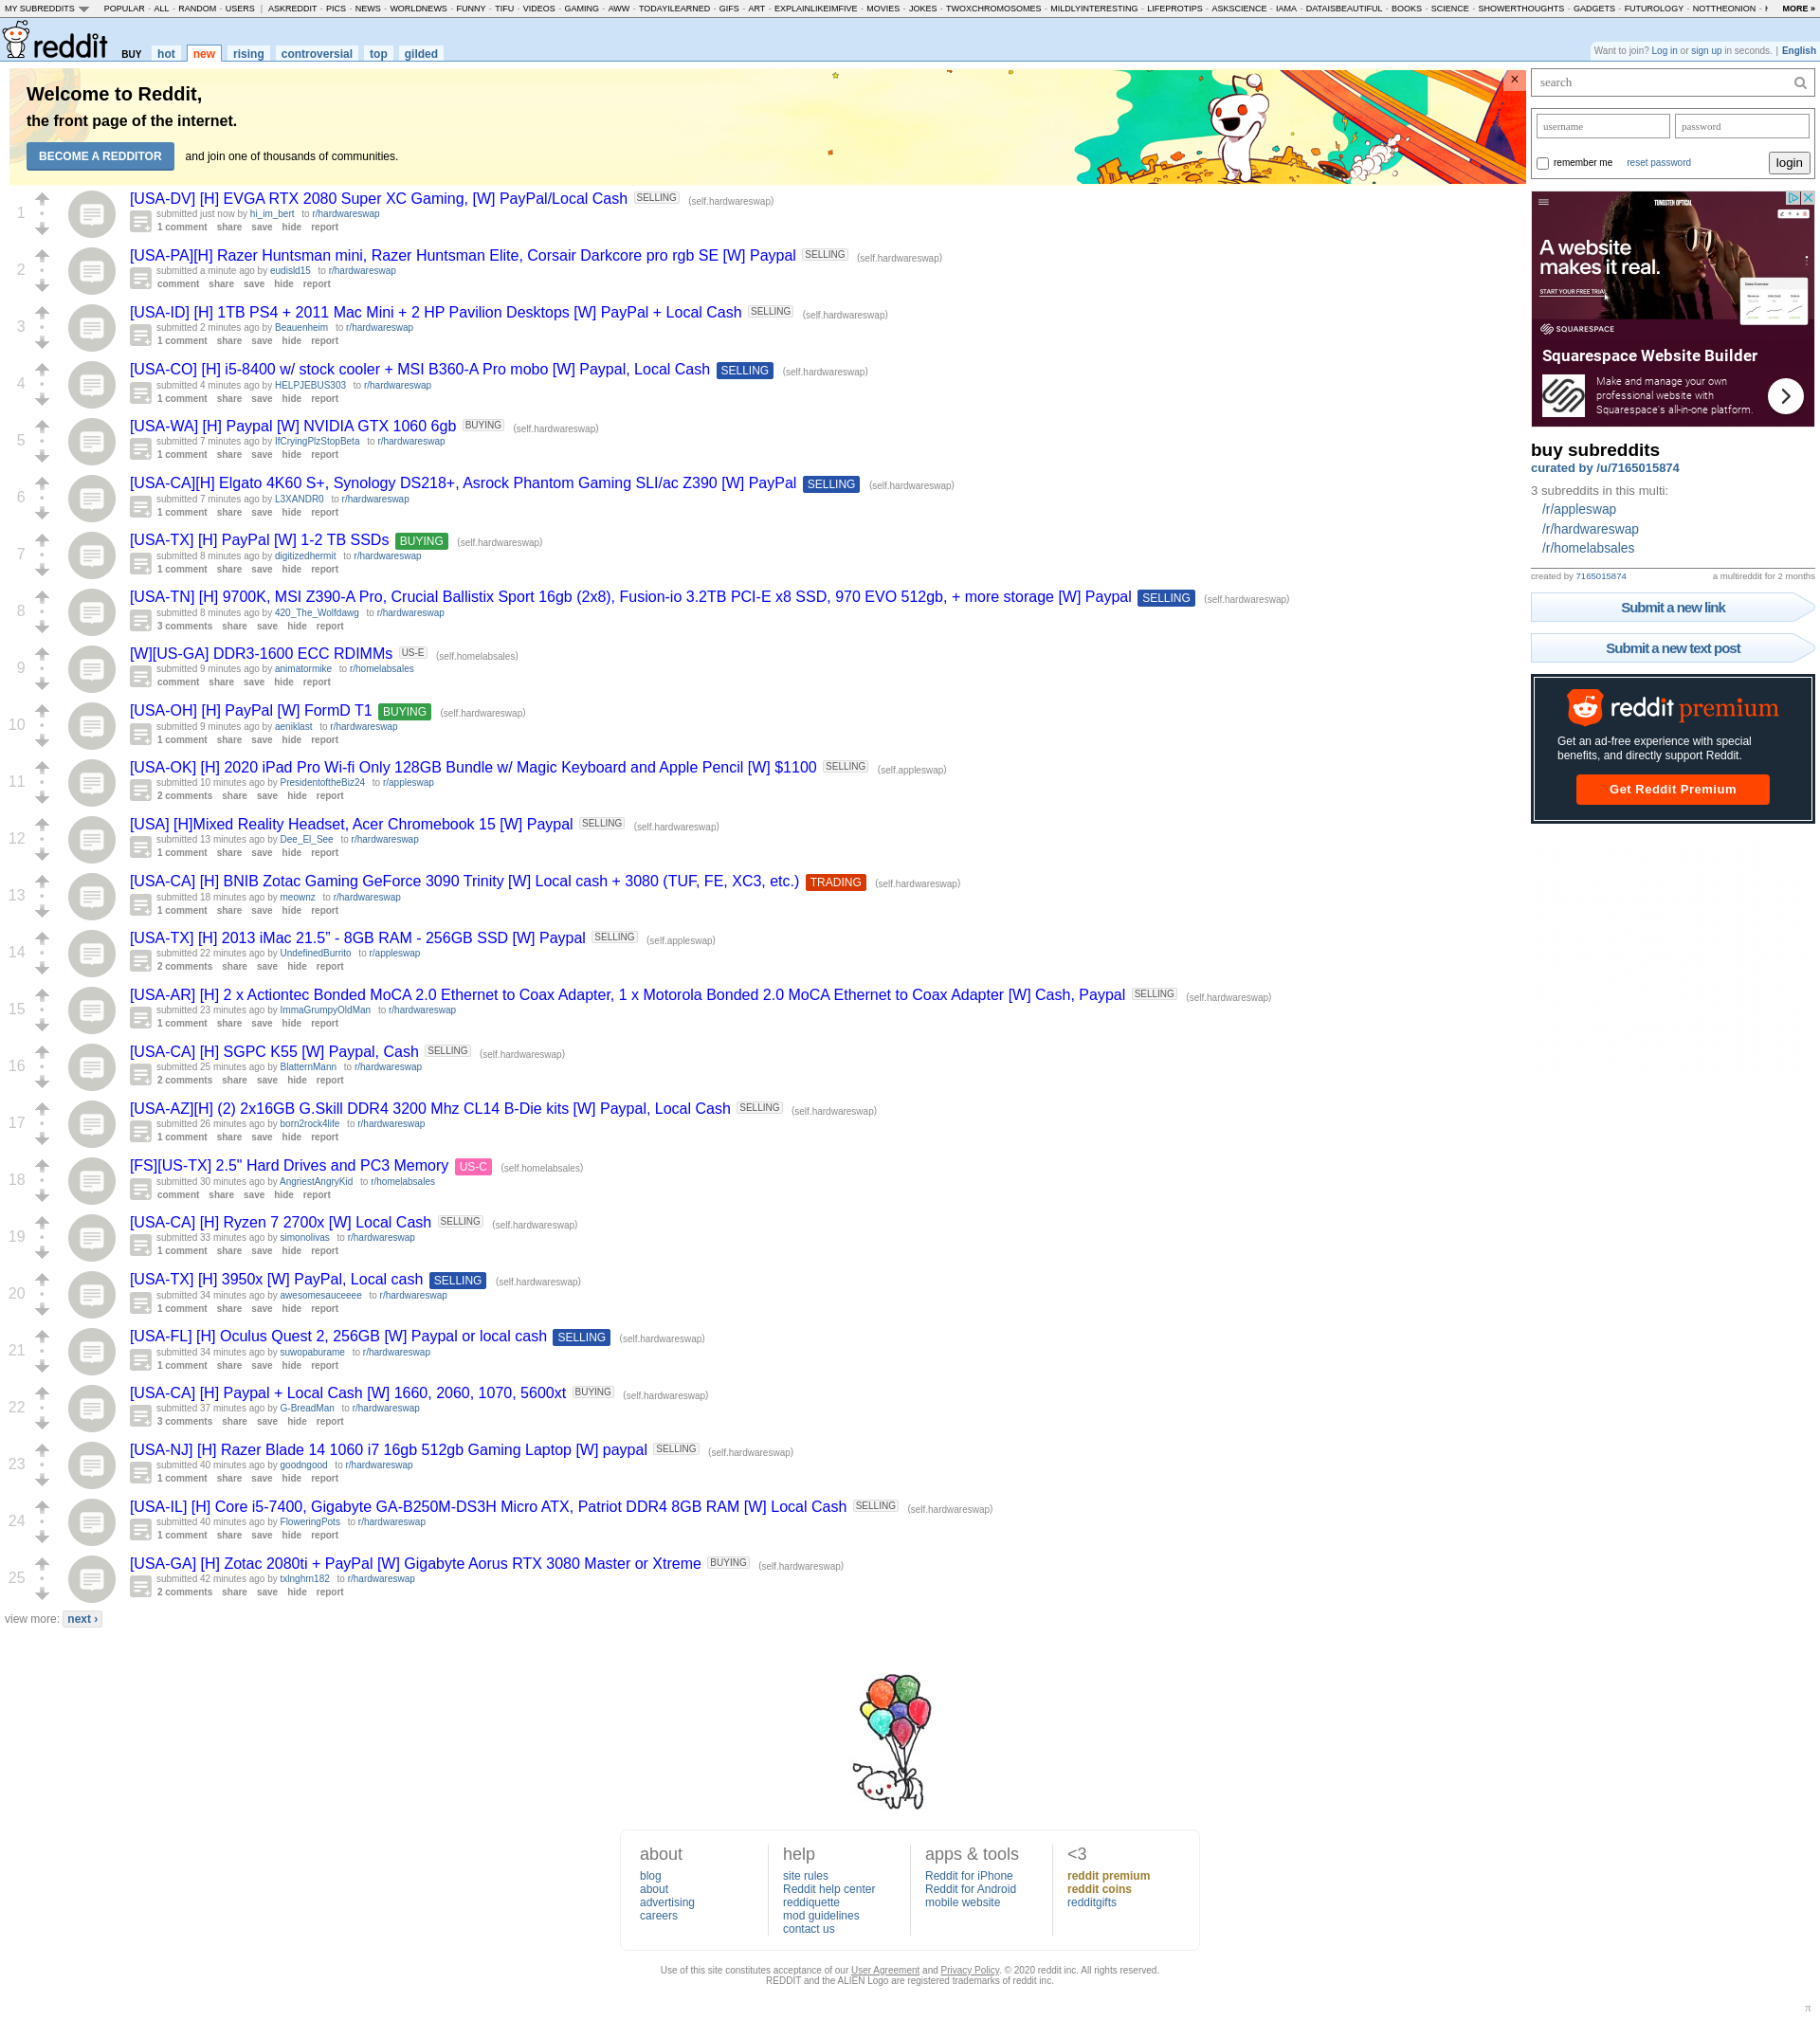 MY SUBREDDITS POPULAR - ALL - RANDOM - USERS | ASKREDDIT - PICS - NEWS - WORLDNEWS - FUNNY - TIFU - VIDEOS - GAMING - AWW - TODAYILEARNED - GIFS - ART - EXPLAINLIKEIMFIVE - MOVIES - JOKES - TWOXCHROMOSOMES - MILDLYINTERESTING - LIFEPROTIPS - ASKSCIENCE - IAMA - DATAISBEAUTIFUL - BOOKS - SCIENCE - SHOWERTHOUGHTS - GADGETS - FUTUROLOGY - NOTTHEONION - MORE »
reddit BUY hot new rising controversial top gilded
Want to join? Log in or sign up in seconds. | English
Welcome to Reddit,
the front page of the internet.
BECOME A REDDITOR and join one of thousands of communities.
×
1
[USA-DV] [H] EVGA RTX 2080 Super XC Gaming, [W] PayPal/Local Cash SELLING (self.hardwareswap)
submitted just now by hi_im_bert to r/hardwareswap
1 comment share save hide report
2
[USA-PA][H] Razer Huntsman mini, Razer Huntsman Elite, Corsair Darkcore pro rgb SE [W] Paypal SELLING (self.hardwareswap)
submitted a minute ago by eudisld15 to r/hardwareswap
comment share save hide report
3
[USA-ID] [H] 1TB PS4 + 2011 Mac Mini + 2 HP Pavilion Desktops [W] PayPal + Local Cash SELLING (self.hardwareswap)
submitted 2 minutes ago by Beauenheim to r/hardwareswap
1 comment share save hide report
4
[USA-CO] [H] i5-8400 w/ stock cooler + MSI B360-A Pro mobo [W] Paypal, Local Cash SELLING (self.hardwareswap)
submitted 4 minutes ago by HELPJEBUS303 to r/hardwareswap
1 comment share save hide report
5
[USA-WA] [H] Paypal [W] NVIDIA GTX 1060 6gb BUYING (self.hardwareswap)
submitted 7 minutes ago by IfCryingPlzStopBeta to r/hardwareswap
1 comment share save hide report
6
[USA-CA][H] Elgato 4K60 S+, Synology DS218+, Asrock Phantom Gaming SLI/ac Z390 [W] PayPal SELLING (self.hardwareswap)
submitted 7 minutes ago by L3XANDR0 to r/hardwareswap
1 comment share save hide report
7
[USA-TX] [H] PayPal [W] 1-2 TB SSDs BUYING (self.hardwareswap)
submitted 8 minutes ago by digitizedhermit to r/hardwareswap
1 comment share save hide report
8
[USA-TN] [H] 9700K, MSI Z390-A Pro, Crucial Ballistix Sport 16gb (2x8), Fusion-io 3.2TB PCI-E x8 SSD, 970 EVO 512gb, + more storage [W] Paypal SELLING (self.hardwareswap)
submitted 8 minutes ago by 420_The_Wolfdawg to r/hardwareswap
3 comments share save hide report
9
[W][US-GA] DDR3-1600 ECC RDIMMs US-E (self.homelabsales)
submitted 9 minutes ago by animatormike to r/homelabsales
comment share save hide report
10
[USA-OH] [H] PayPal [W] FormD T1 BUYING (self.hardwareswap)
submitted 9 minutes ago by aeniklast to r/hardwareswap
1 comment share save hide report
11
[USA-OK] [H] 2020 iPad Pro Wi-fi Only 128GB Bundle w/ Magic Keyboard and Apple Pencil [W] $1100 SELLING (self.appleswap)
submitted 10 minutes ago by PresidentoftheBiz24 to r/appleswap
2 comments share save hide report
12
[USA] [H]Mixed Reality Headset, Acer Chromebook 15 [W] Paypal SELLING (self.hardwareswap)
submitted 13 minutes ago by Dee_El_See to r/hardwareswap
1 comment share save hide report
13
[USA-CA] [H] BNIB Zotac Gaming GeForce 3090 Trinity [W] Local cash + 3080 (TUF, FE, XC3, etc.) TRADING (self.hardwareswap)
submitted 18 minutes ago by meownz to r/hardwareswap
1 comment share save hide report
14
[USA-TX] [H] 2013 iMac 21.5” - 8GB RAM - 256GB SSD [W] Paypal SELLING (self.appleswap)
submitted 22 minutes ago by UndefinedBurrito to r/appleswap
2 comments share save hide report
15
[USA-AR] [H] 2 x Actiontec Bonded MoCA 2.0 Ethernet to Coax Adapter, 1 x Motorola Bonded 2.0 MoCA Ethernet to Coax Adapter [W] Cash, Paypal SELLING (self.hardwareswap)
submitted 23 minutes ago by ImmaGrumpyOldMan to r/hardwareswap
1 comment share save hide report
16
[USA-CA] [H] SGPC K55 [W] Paypal, Cash SELLING (self.hardwareswap)
submitted 25 minutes ago by BlatternMann to r/hardwareswap
2 comments share save hide report
17
[USA-AZ][H] (2) 2x16GB G.Skill DDR4 3200 Mhz CL14 B-Die kits [W] Paypal, Local Cash SELLING (self.hardwareswap)
submitted 26 minutes ago by born2rock4life to r/hardwareswap
1 comment share save hide report
18
[FS][US-TX] 2.5" Hard Drives and PC3 Memory US-C (self.homelabsales)
submitted 30 minutes ago by AngriestAngryKid to r/homelabsales
comment share save hide report
19
[USA-CA] [H] Ryzen 7 2700x [W] Local Cash SELLING (self.hardwareswap)
submitted 33 minutes ago by simonolivas to r/hardwareswap
1 comment share save hide report
20
[USA-TX] [H] 3950x [W] PayPal, Local cash SELLING (self.hardwareswap)
submitted 34 minutes ago by awesomesauceeee to r/hardwareswap
1 comment share save hide report
21
[USA-FL] [H] Oculus Quest 2, 256GB [W] Paypal or local cash SELLING (self.hardwareswap)
submitted 34 minutes ago by suwopaburame to r/hardwareswap
1 comment share save hide report
22
[USA-CA] [H] Paypal + Local Cash [W] 1660, 2060, 1070, 5600xt BUYING (self.hardwareswap)
submitted 37 minutes ago by G-BreadMan to r/hardwareswap
3 comments share save hide report
23
[USA-NJ] [H] Razer Blade 14 1060 i7 16gb 512gb Gaming Laptop [W] paypal SELLING (self.hardwareswap)
submitted 40 minutes ago by goodngood to r/hardwareswap
1 comment share save hide report
24
[USA-IL] [H] Core i5-7400, Gigabyte GA-B250M-DS3H Micro ATX, Patriot DDR4 8GB RAM [W] Local Cash SELLING (self.hardwareswap)
submitted 40 minutes ago by FloweringPots to r/hardwareswap
1 comment share save hide report
25
[USA-GA] [H] Zotac 2080ti + PayPal [W] Gigabyte Aorus RTX 3080 Master or Xtreme BUYING (self.hardwareswap)
submitted 42 minutes ago by txlnghrn182 to r/hardwareswap
2 comments share save hide report
view more: next ›
search
username password
remember me reset password login
TUNGSTEN OPTICAL
A website
makes it real.
START YOUR FREE TRIAL
SQUARESPACE
Squarespace Website Builder
Make and manage your own
professional website with
Squarespace's all-in-one platform.
buy subreddits
curated by /u/7165015874
3 subreddits in this multi:
/r/appleswap
/r/hardwareswap
/r/homelabsales
created by 7165015874 a multireddit for 2 months
Submit a new link
Submit a new text post
reddit premium
Get an ad-free experience with special
benefits, and directly support Reddit.
Get Reddit Premium
about
blog
about
advertising
careers
help
site rules
Reddit help center
reddiquette
mod guidelines
contact us
apps & tools
Reddit for iPhone
Reddit for Android
mobile website
<3
reddit premium
reddit coins
redditgifts
Use of this site constitutes acceptance of our User Agreement and Privacy Policy. © 2020 reddit inc. All rights reserved.
REDDIT and the ALIEN Logo are registered trademarks of reddit inc.
π